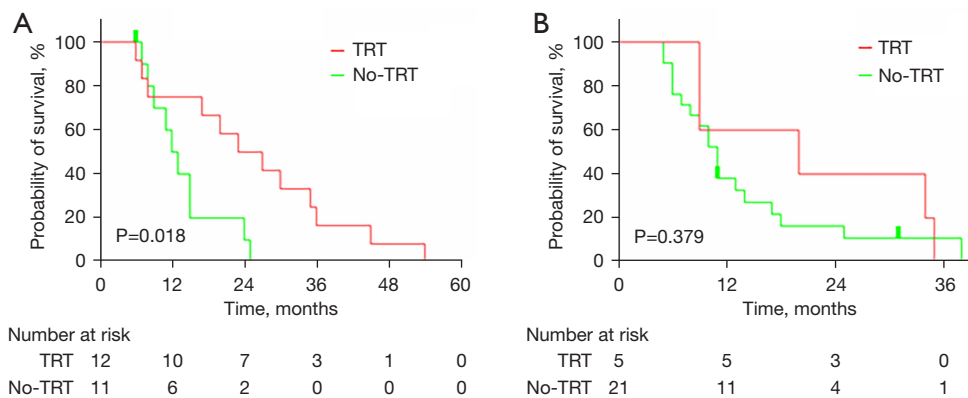 A
Probability of survival, %
100
80
60
40
20
0
TRT
No-TRT
P=0.018
0 12 24 36 48 60
Time, months
Number at risk
TRT 12 10 7 3 1 0
No-TRT 11 6 2 0 0 0
B
Probability of survival, %
100
80
60
40
20
0
TRT
No-TRT
P=0.379
0 12 24 36
Time, months
Number at risk
TRT 5 5 3 0
No-TRT 21 11 4 1